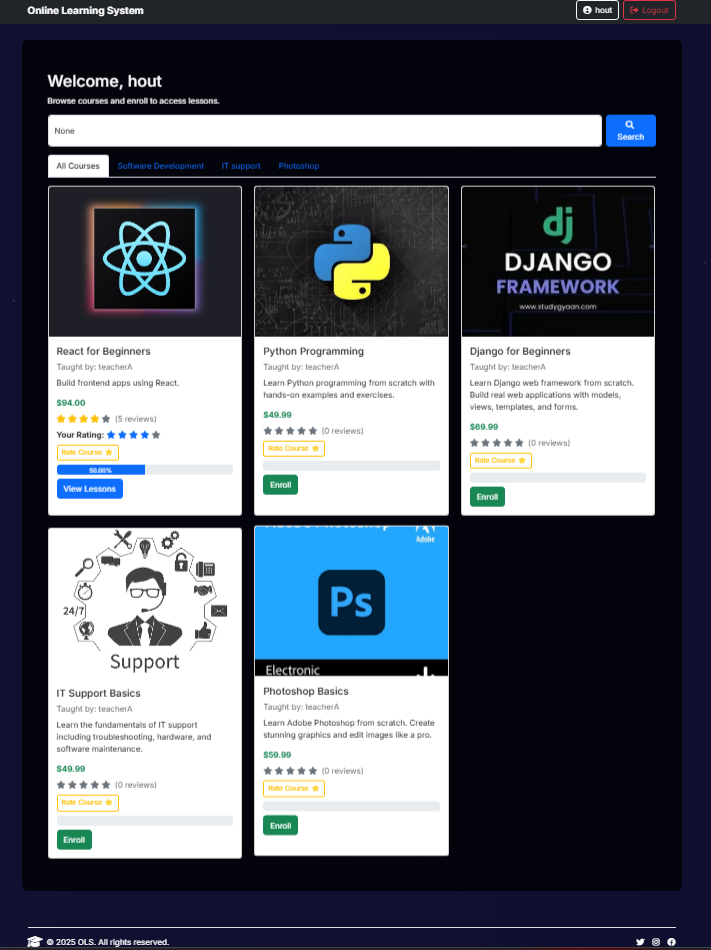 Online Learning System
hout
Logout
Welcome, hout
Browse courses and enroll to access lessons.
None
Search
All Courses
Software Development
IT support
Photoshop
dj
DJANGO
FRAMEWORK
www.studygyaan.com
React for Beginners
Taught by: teacherA
Build frontend apps using React.
$94.00
(5 reviews)
Your Rating:
Rate Course
50.00%
View Lessons
Python Programming
Taught by: teacherA
Learn Python programming from scratch with
hands-on examples and exercises.
$49.99
(0 reviews)
Rate Course
Enroll
Django for Beginners
Taught by: teacherA
Learn Django web framework from scratch.
Build real web applications with models,
views, templates, and forms.
$69.99
(0 reviews)
Rate Course
Enroll
24/7
Support
IT Support Basics
Taught by: teacherA
Learn the fundamentals of IT support
including troubleshooting, hardware, and
software maintenance.
$49.99
(0 reviews)
Rate Course
Enroll
Adobe Photoshop
Adobe
Ps
Electronic
Photoshop Basics
Taught by: teacherA
Learn Adobe Photoshop from scratch. Create
stunning graphics and edit images like a pro.
$59.99
(0 reviews)
Rate Course
Enroll
© 2025 OLS. All rights reserved.